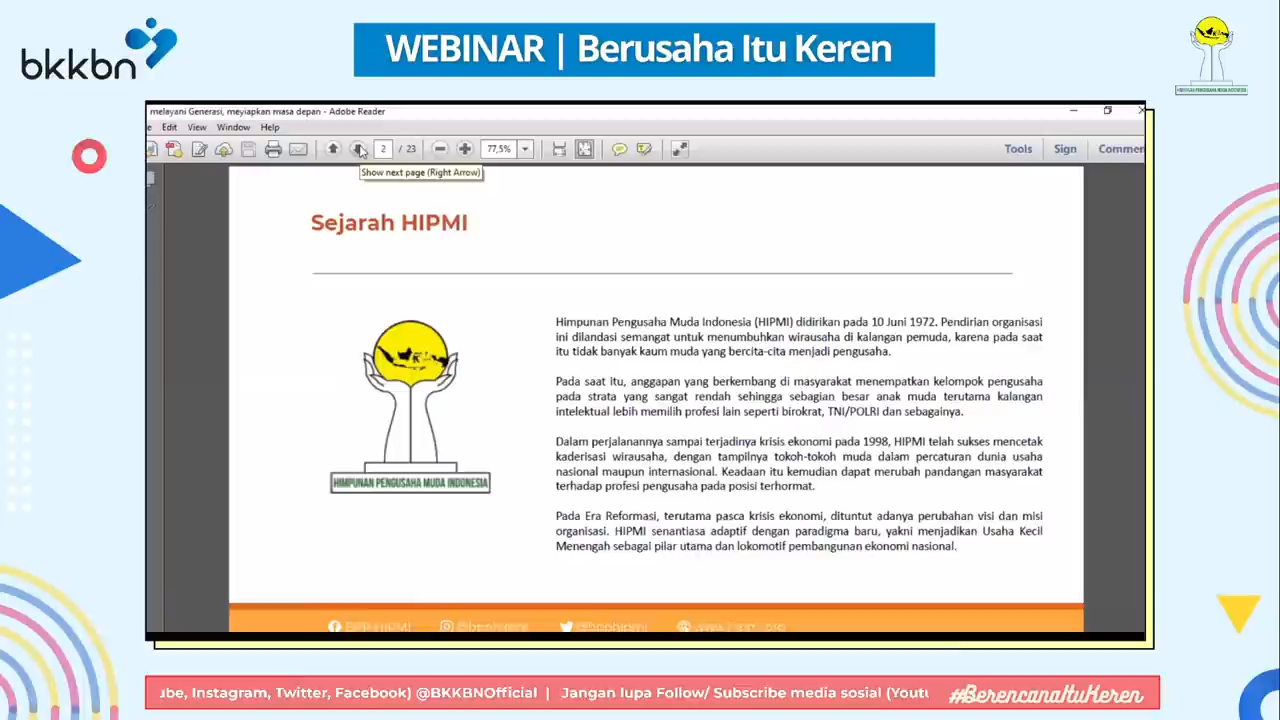 bkkbn
WEBINAR | Berusaha Itu Keren
HIMPUNAN PENGUSAHA MUDA INDONESIA
melayani Generasi, meyiapkan masa depan - Adobe Reader
e Edit View Window Help
2 / 23 77,5% Tools Sign Commen
Show next page (Right Arrow)
Sejarah HIPMI
Himpunan Pengusaha Muda Indonesia (HIPMI) didirikan pada 10 Juni 1972. Pendirian organisasi
ini dilandasi semangat untuk menumbuhkan wirausaha di kalangan pemuda, karena pada saat
itu tidak banyak kaum muda yang bercita-cita menjadi pengusaha.
Pada saat itu, anggapan yang berkembang di masyarakat menempatkan kelompok pengusaha
pada strata yang sangat rendah sehingga sebagian besar anak muda terutama kalangan
intelektual lebih memilih profesi lain seperti birokrat, TNI/POLRI dan sebagainya.
Dalam perjalanannya sampai terjadinya krisis ekonomi pada 1998, HIPMI telah sukses mencetak
kaderisasi wirausaha, dengan tampilnya tokoh-tokoh muda dalam percaturan dunia usaha
nasional maupun internasional. Keadaan itu kemudian dapat merubah pandangan masyarakat
terhadap profesi pengusaha pada posisi terhormat.
Pada Era Reformasi, terutama pasca krisis ekonomi, dituntut adanya perubahan visi dan misi
organisasi. HIPMI senantiasa adaptif dengan paradigma baru, yakni menjadikan Usaha Kecil
Menengah sebagai pilar utama dan lokomotif pembangunan ekonomi nasional.
HIMPUNAN PENGUSAHA MUDA INDONESIA
BPP HIPMI @bpphipmi @bpphipmi
ube, Instagram, Twitter, Facebook) @BKKBNOfficial | Jangan lupa Follow/ Subscribe media sosial (Youtu
#BerencanaItuKeren